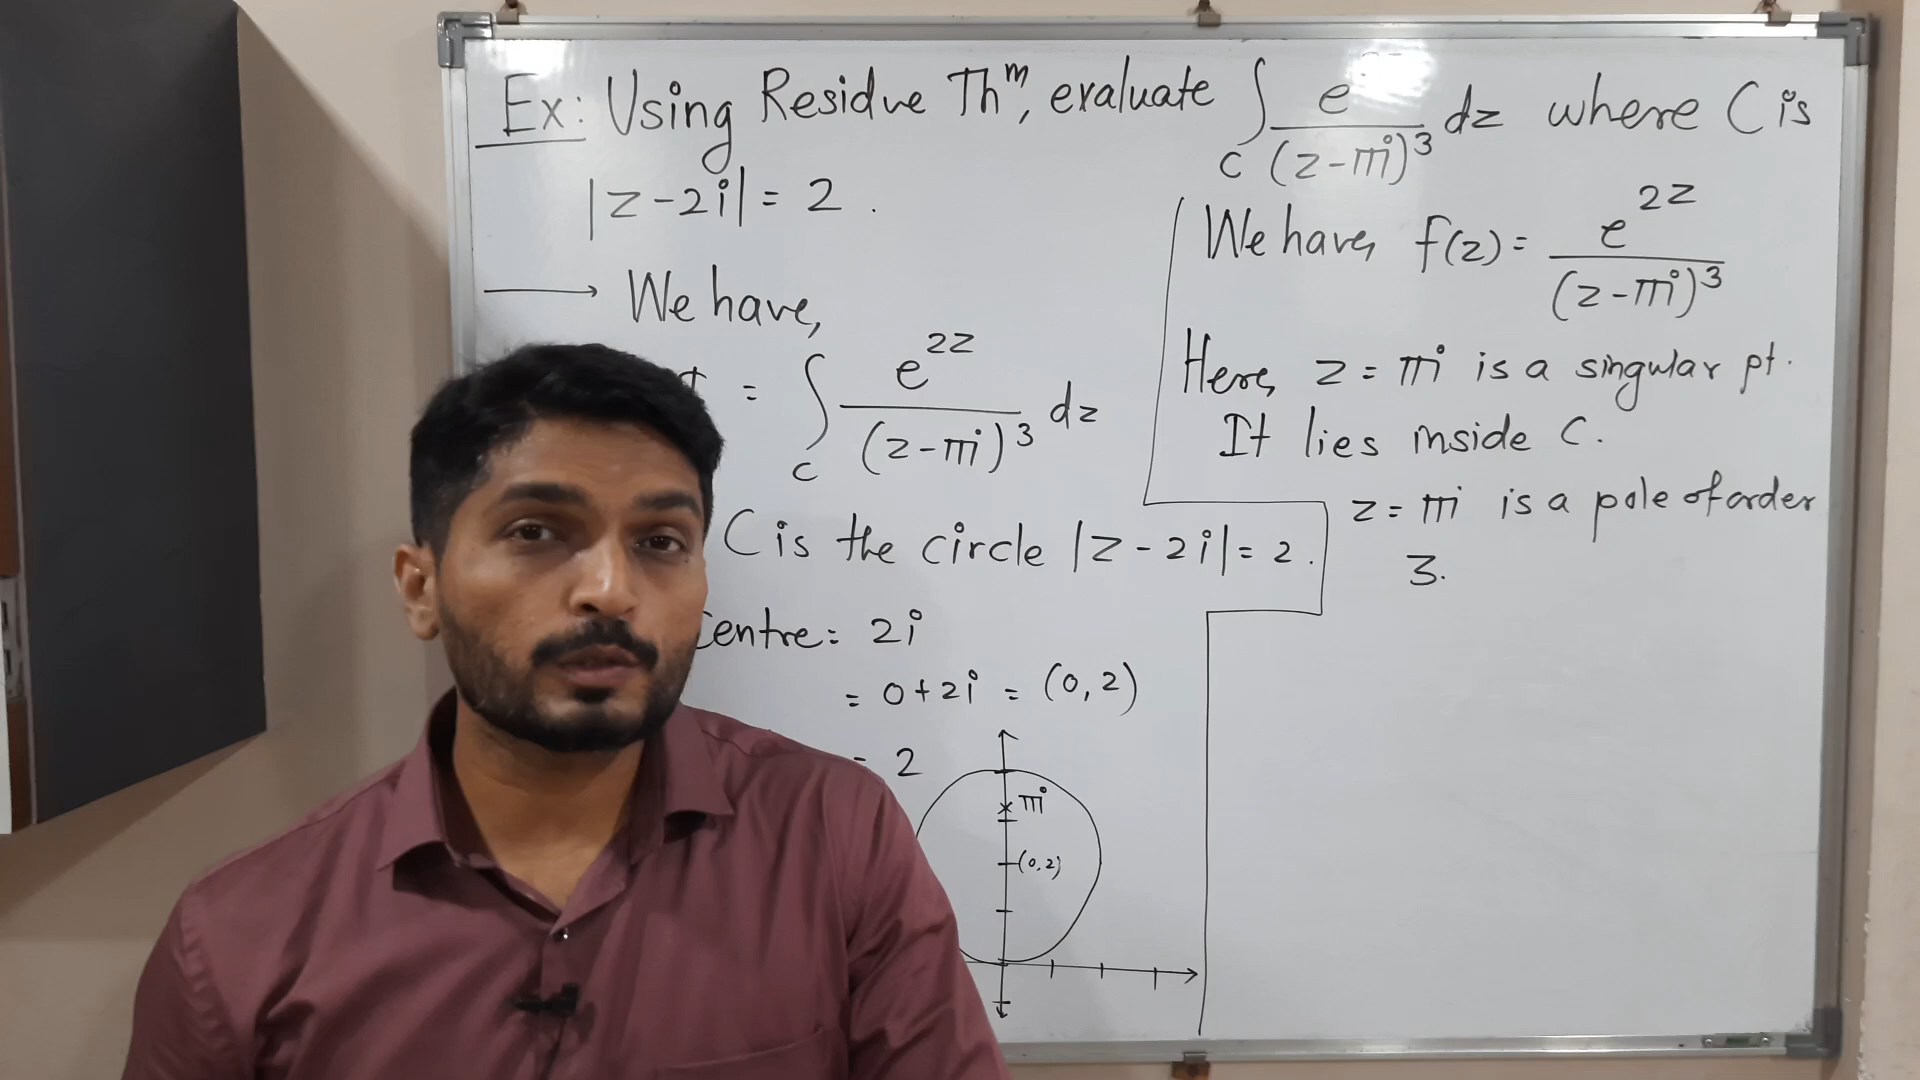 Ex: Using Residue Thᵐ, evaluate ∫_C e/(z-πi)³ dz where C is
|z-2i| = 2.
→ We have,
= ∫_C e^{2z}/(z-πi)³ dz
C is the circle |z-2i| = 2.
Centre = 2i
= 0+2i = (0,2)
= 2
πi
(0,2)
We have, f(z) = e^{2z}/(z-πi)³
Here, z = πi is a singular pt.
It lies inside C.
z = πi is a pole of order
3.